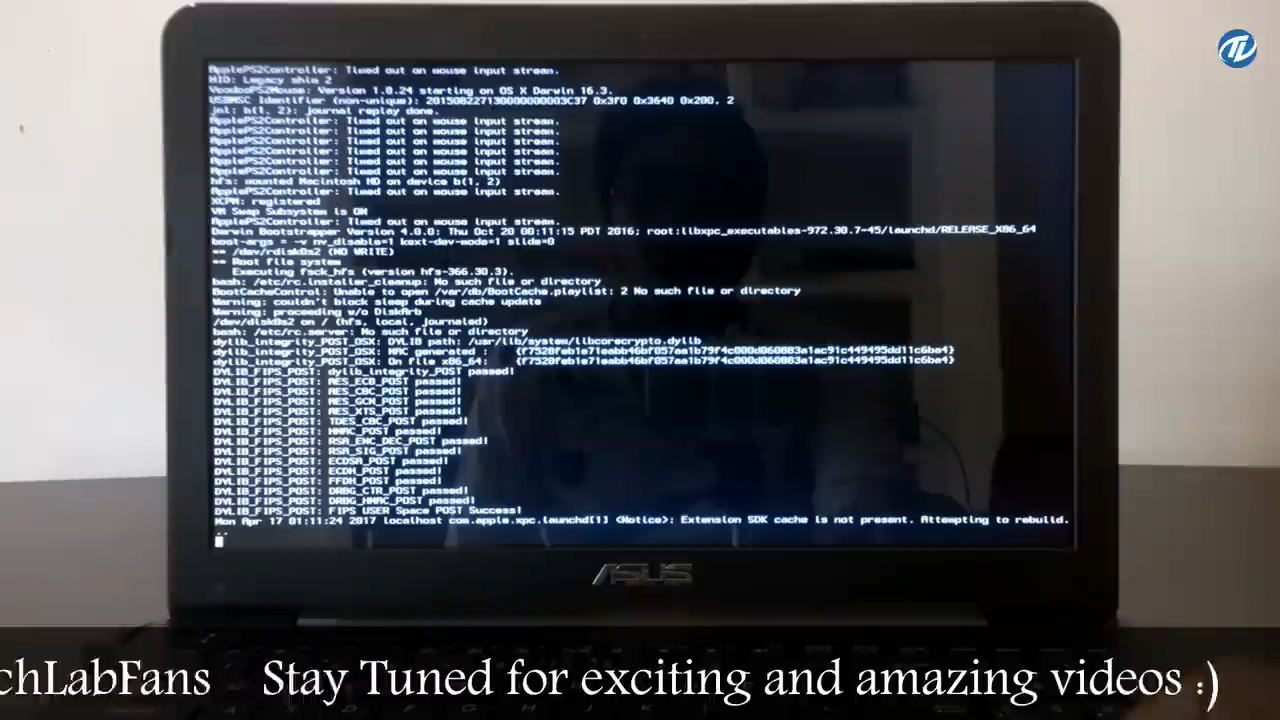 TL
ApplePS2Controller: Timed out on mouse input stream.
HID: Legacy shim 2
VoodooPS2Mouse: Version 1.8.24 starting on OS X Darwin 16.3.
USBMSC Identifier (non-unique): 20150822713000000003C37 0x3f0 0x3640 0x200, 2
jnl: b(1, 2): journal replay done.
ApplePS2Controller: Timed out on mouse input stream.
ApplePS2Controller: Timed out on mouse input stream.
ApplePS2Controller: Timed out on mouse input stream.
ApplePS2Controller: Timed out on mouse input stream.
ApplePS2Controller: Timed out on mouse input stream.
ApplePS2Controller: Timed out on mouse input stream.
hfs: mounted Macintosh HD on device b(1, 2)
ApplePS2Controller: Timed out on mouse input stream.
XCPM: registered
VM Swap Subsystem is ON
ApplePS2Controller: Timed out on mouse input stream.
Darwin Bootstrapper Version 4.0.0: Thu Oct 20 00:11:15 PDT 2016; root:libxpc_executables-972.30.7~45/launchd/RELEASE_X86_64
boot-args = -v nv_disable=1 kext-dev-mode=1 slide=0
-- /dev/rdisk0s2 (NO WRITE)
-- Root file system
Executing fsck_hfs (version hfs-366.30.3).
bash: /etc/rc.installer_cleanup: No such file or directory
BootCacheControl: Unable to open /var/db/BootCache.playlist: 2 No such file or directory
Warning: couldn't block sleep during cache update
Warning: proceeding w/o DiskArb
/dev/disk0s2 on / (hfs, local, journaled)
bash: /etc/rc.server: No such file or directory
dylib_integrity_POST_OSX: DYLIB path: /usr/lib/system/libcorecrypto.dylib
dylib_integrity_POST_OSX: MAC generated : {f7528feb1e71eabb46bf057aa1b79f4c000d060883a1ac91c449495dd11c6ba4}
dylib_integrity_POST_OSX: On file x86_64: {f7528feb1e71eabb46bf057aa1b79f4c000d060883a1ac91c449495dd11c6ba4}
DYLIB_FIPS_POST: dylib_integrity_POST passed!
DYLIB_FIPS_POST: AES_ECB_POST passed!
DYLIB_FIPS_POST: AES_CBC_POST passed!
DYLIB_FIPS_POST: AES_GCM_POST passed!
DYLIB_FIPS_POST: AES_XTS_POST passed!
DYLIB_FIPS_POST: TDES_CBC_POST passed!
DYLIB_FIPS_POST: HMAC_POST passed!
DYLIB_FIPS_POST: RSA_ENC_DEC_POST passed!
DYLIB_FIPS_POST: RSA_SIG_POST passed!
DYLIB_FIPS_POST: ECDSA_POST passed!
DYLIB_FIPS_POST: ECDH_POST passed!
DYLIB_FIPS_POST: FFDH_POST passed!
DYLIB_FIPS_POST: DRBG_CTR_POST passed!
DYLIB_FIPS_POST: DRBG_HMAC_POST passed!
DYLIB_FIPS_POST: FIPS USER Space POST Success!
Mon Apr 17 01:11:24 2017 localhost com.apple.xpc.launchd[1] <Notice>: Extension SDK cache is not present. Attempting to rebuild.
..
ASUS
chLabFans Stay Tuned for exciting and amazing videos :)